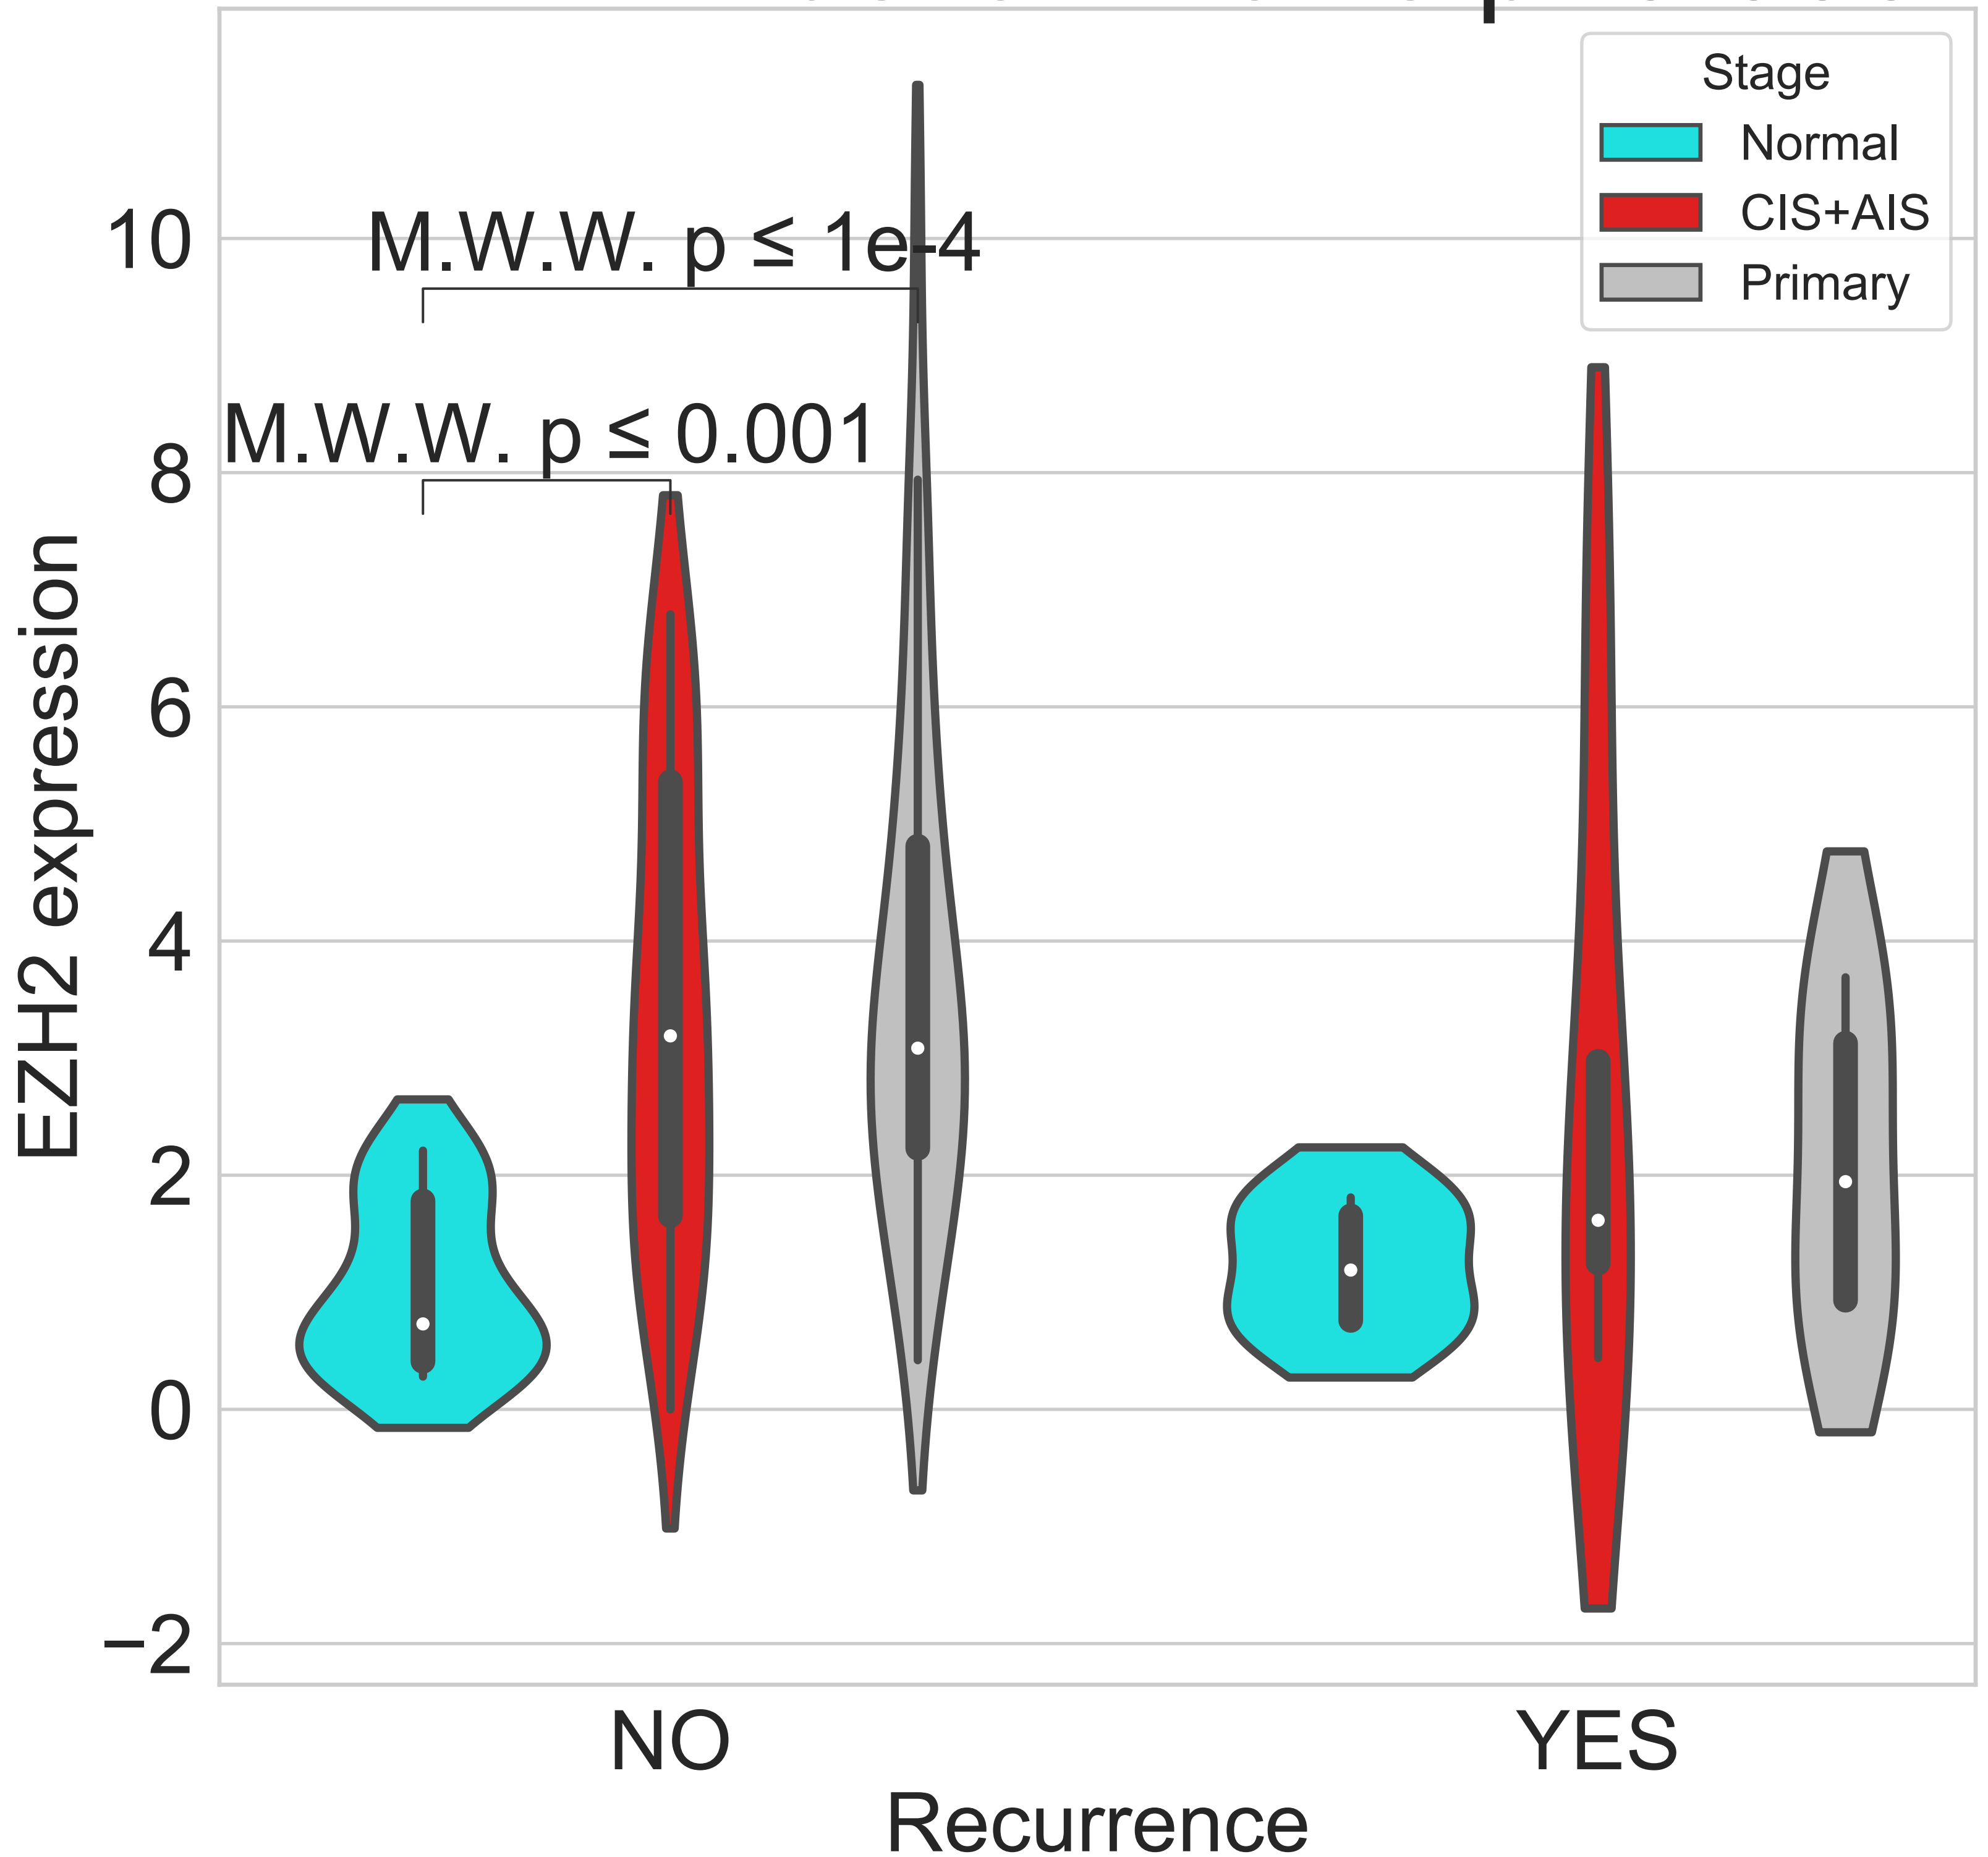 Stage
Normal
CIS+AIS
Primary
M.W.W. p ≤ 1e-4
M.W.W. p ≤ 0.001
EZH2 expression
10
8
6
4
2
0
−2
NO
YES
Recurrence